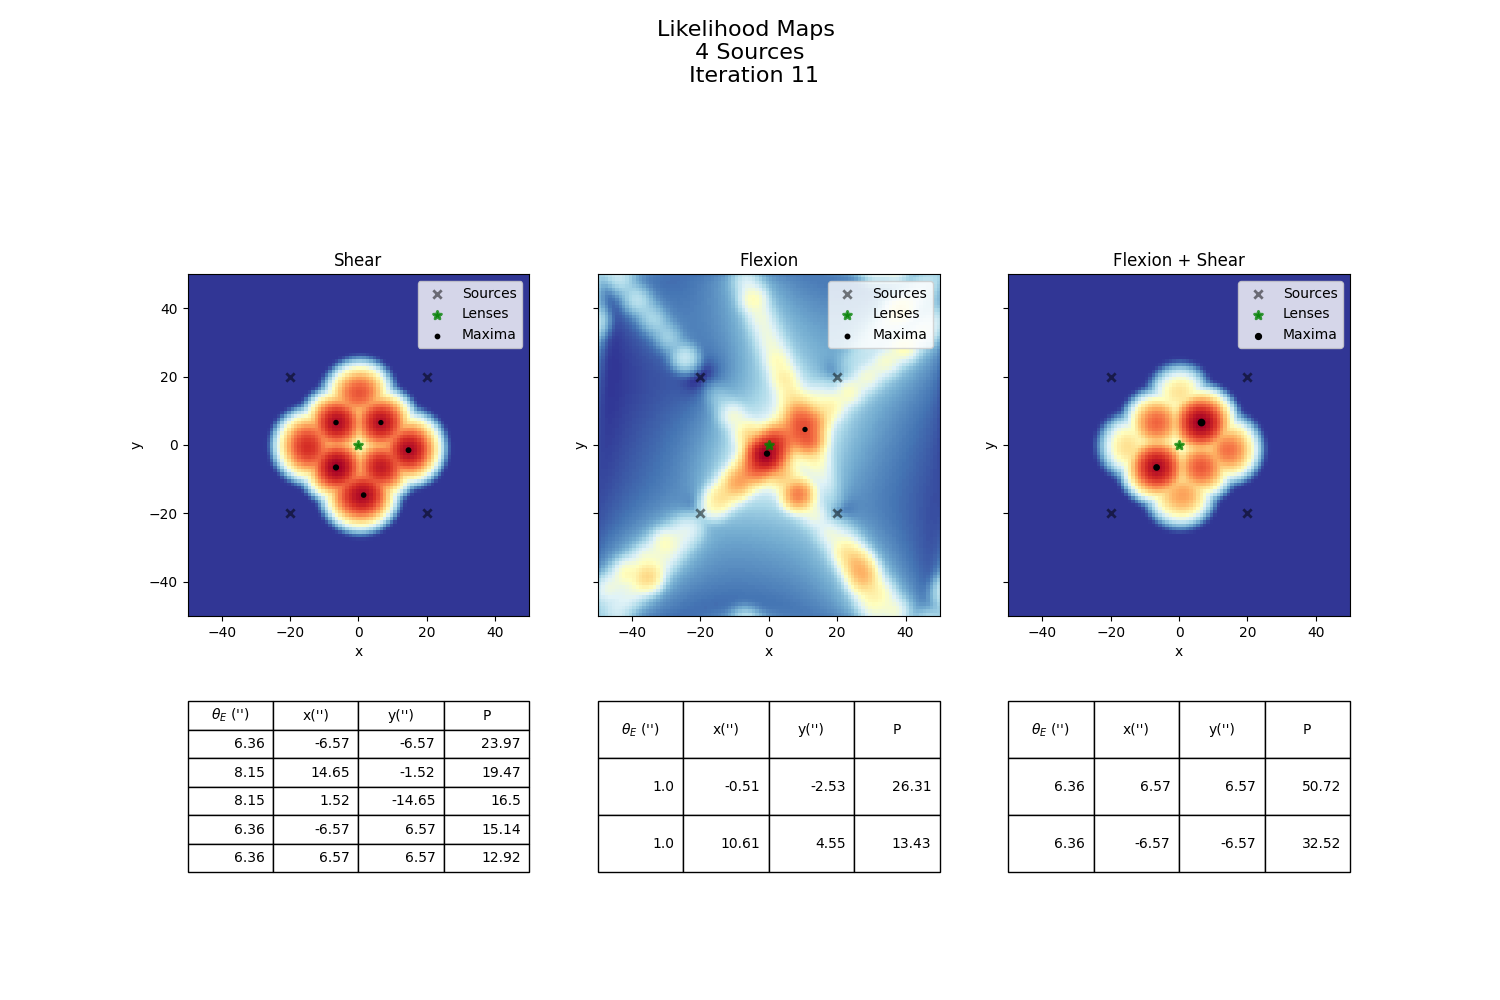 Likelihood Maps
4 Sources
Iteration 11
Shear
Sources
Lenses
Maxima
40
20
0
−20
−40
y
−40 −20 0 20 40
x
Flexion
Sources
Lenses
Maxima
y
−40 −20 0 20 40
x
Flexion + Shear
Sources
Lenses
Maxima
y
−40 −20 0 20 40
x
θE ('') x('') y('') P
6.36 -6.57 -6.57 23.97
8.15 14.65 -1.52 19.47
8.15 1.52 -14.65 16.5
6.36 -6.57 6.57 15.14
6.36 6.57 6.57 12.92
θE ('') x('') y('') P
1.0 -0.51 -2.53 26.31
1.0 10.61 4.55 13.43
θE ('') x('') y('') P
6.36 6.57 6.57 50.72
6.36 -6.57 -6.57 32.52